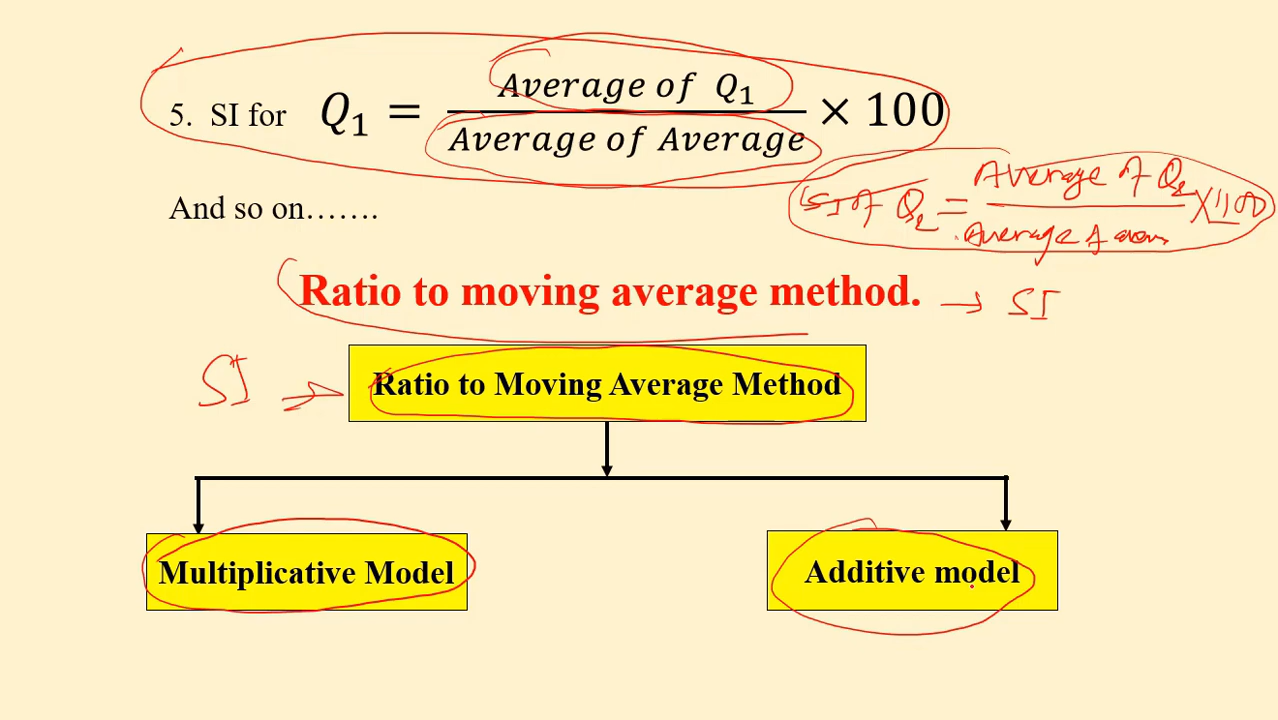 5. SI for Q₁ = Average of Q₁ / Average of Average × 100
SI of Q₂ = Average of Q₂ / Average of × 100
And so on…….
Ratio to moving average method. → SI
SI → Ratio to Moving Average Method
Multiplicative Model
Additive model